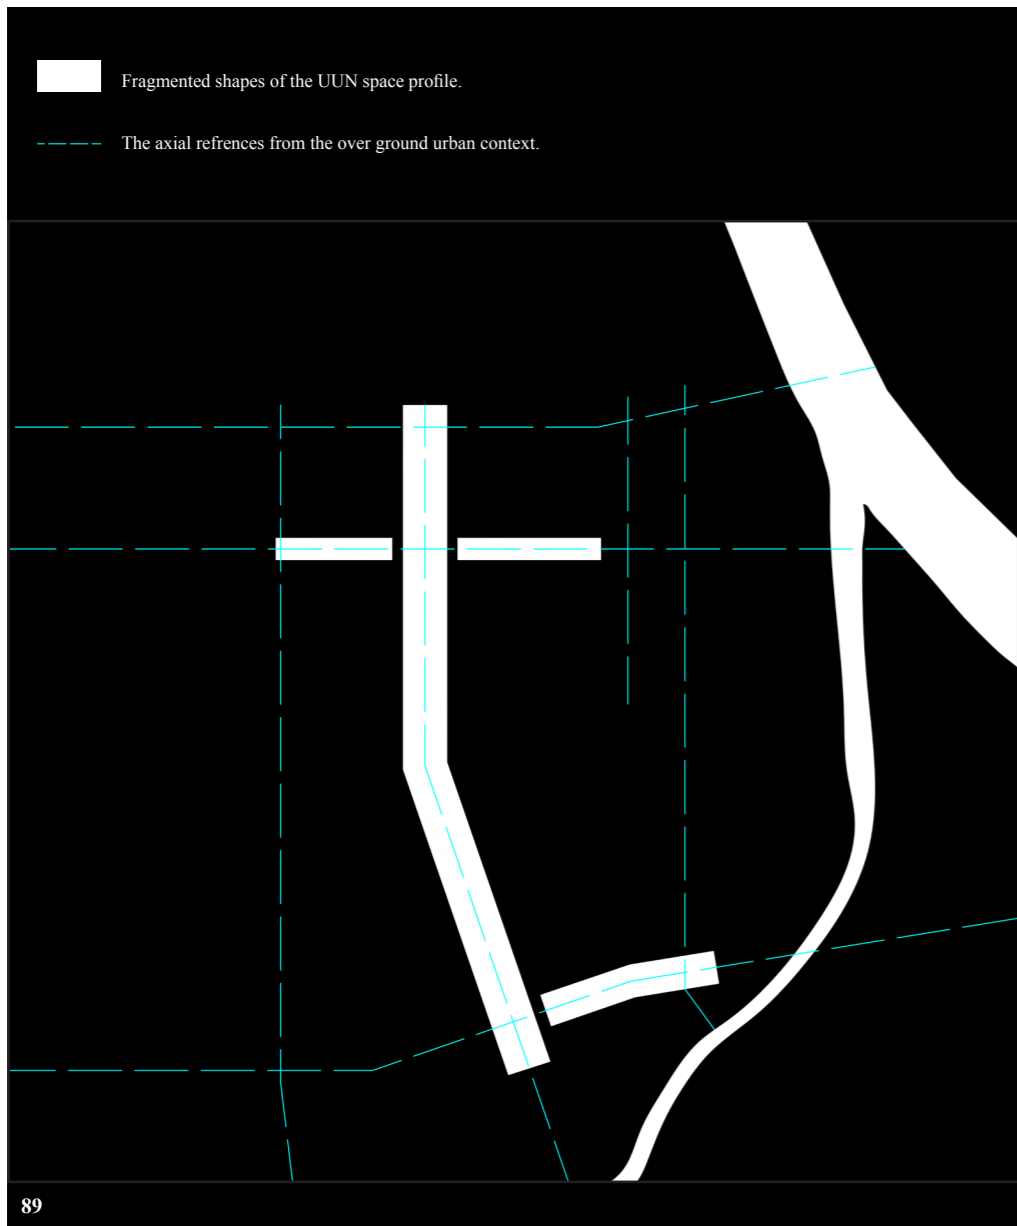 Fragmented shapes of the UUN space profile.
The axial refrences from the over ground urban context.
89